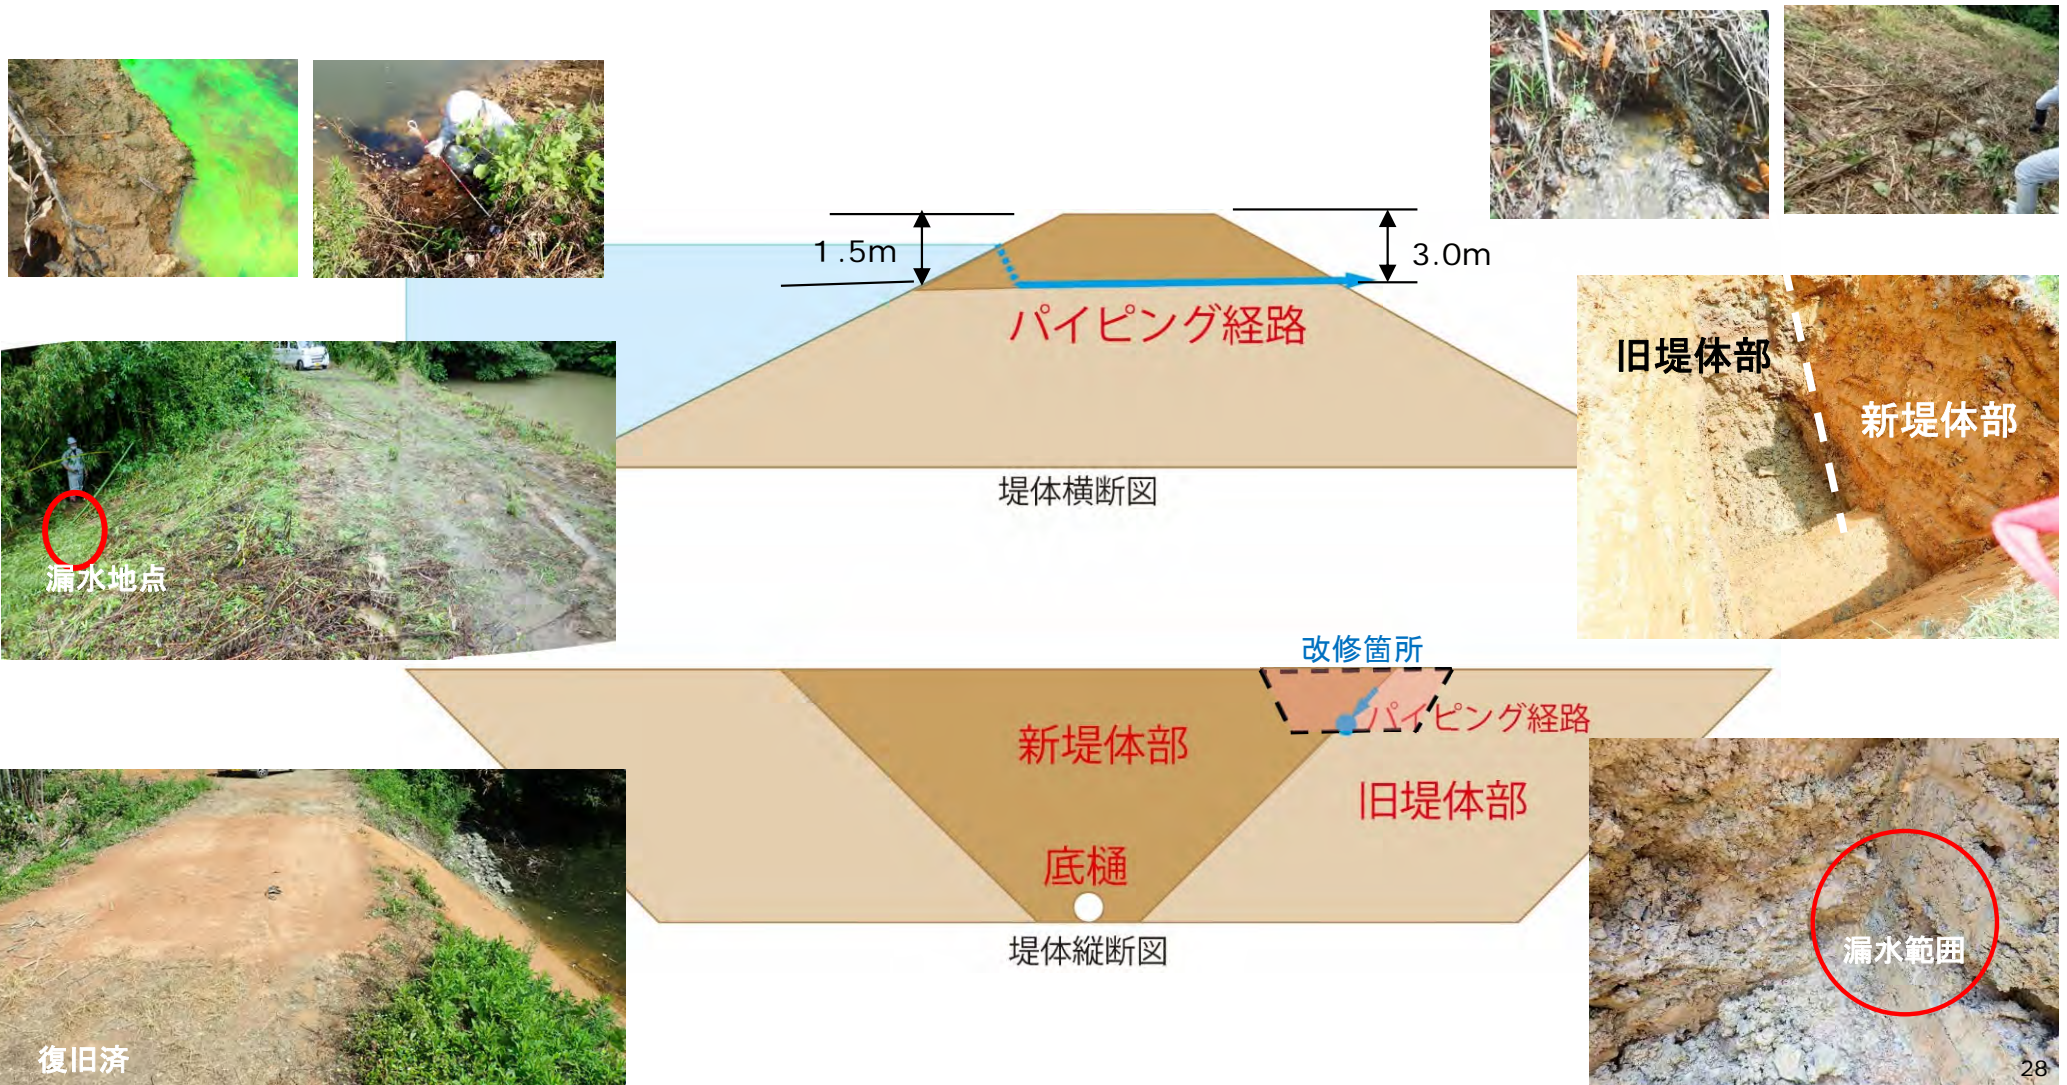 1.5m
3.0m
パイピング経路
旧堤体部
新堤体部
堤体横断図
漏水地点
改修箇所
パイピング経路
新堤体部
旧堤体部
底樋
堤体縦断図
漏水範囲
復旧済
28